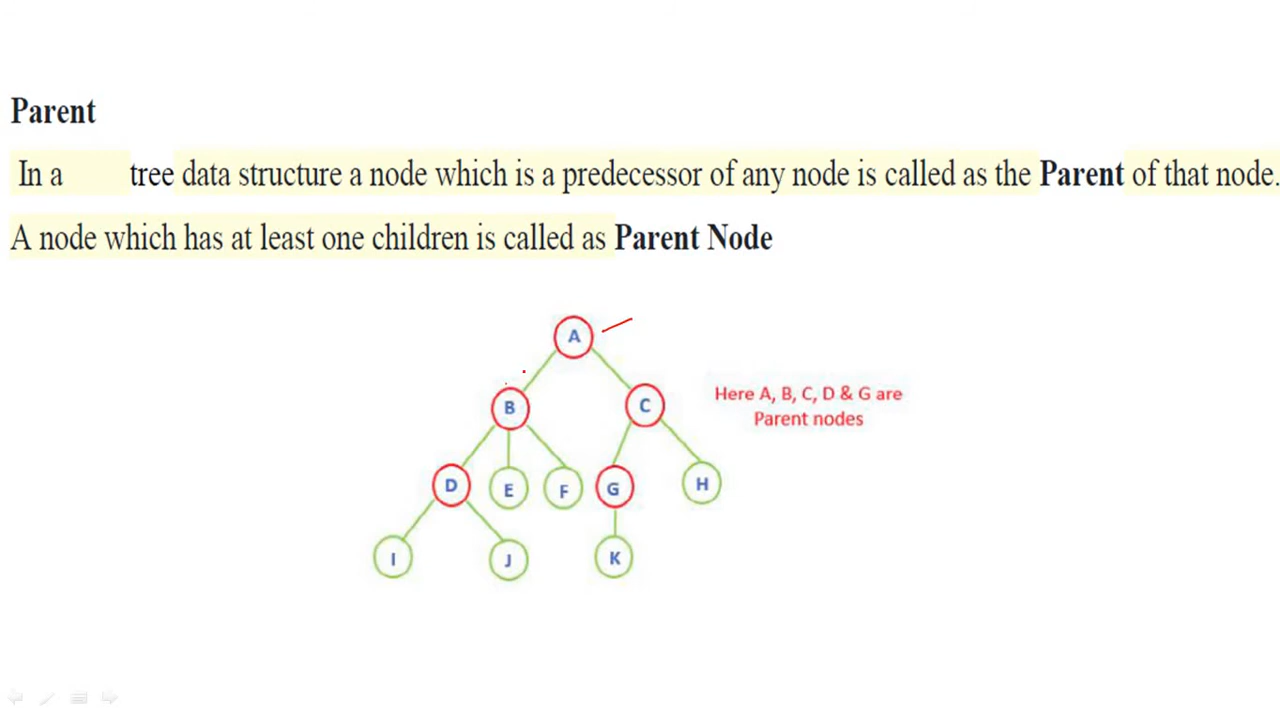 Parent
In a tree data structure a node which is a predecessor of any node is called as the Parent of that node.
A node which has at least one children is called as Parent Node
A
B C
Here A, B, C, D & G are
Parent nodes
D E F G H
I J K